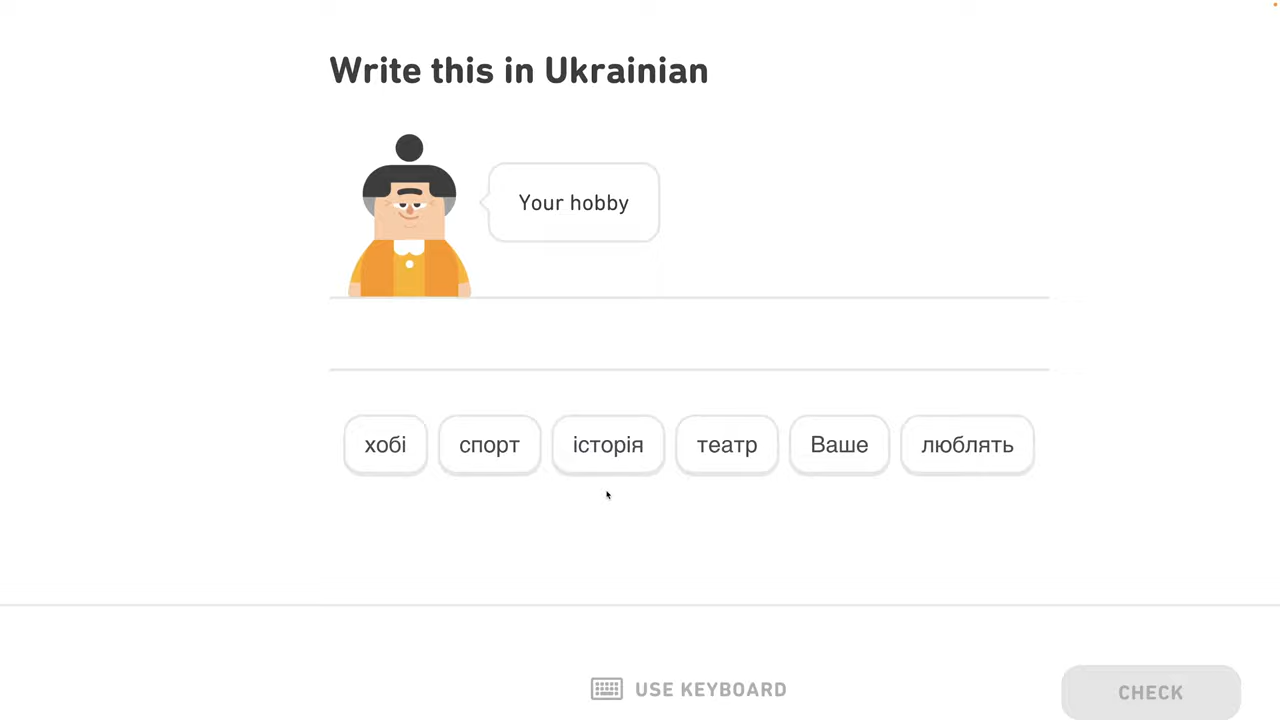 Write this in Ukrainian
Your hobby
хобі спорт історія театр Ваше люблять
USE KEYBOARD
CHECK